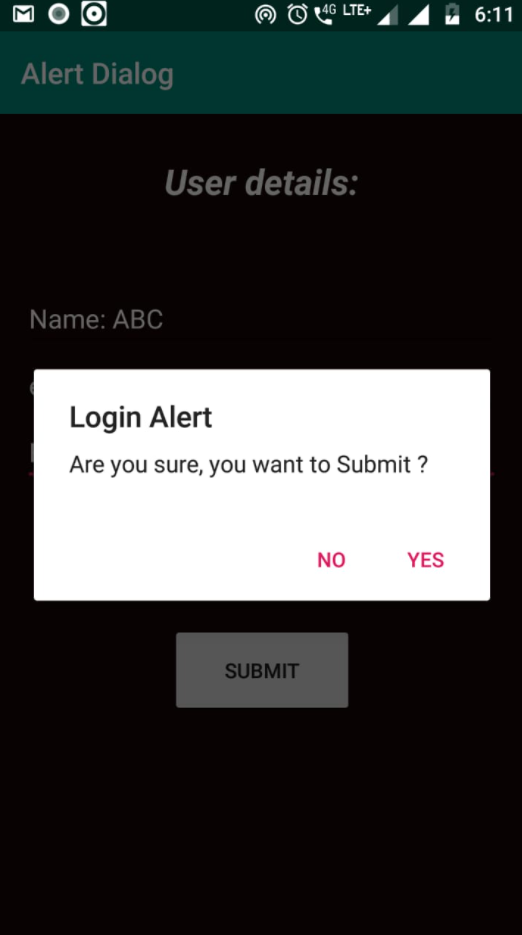 4G LTE+ 6:11
Alert Dialog
User details:
Name: ABC
Login Alert
Are you sure, you want to Submit ?
NO YES
SUBMIT